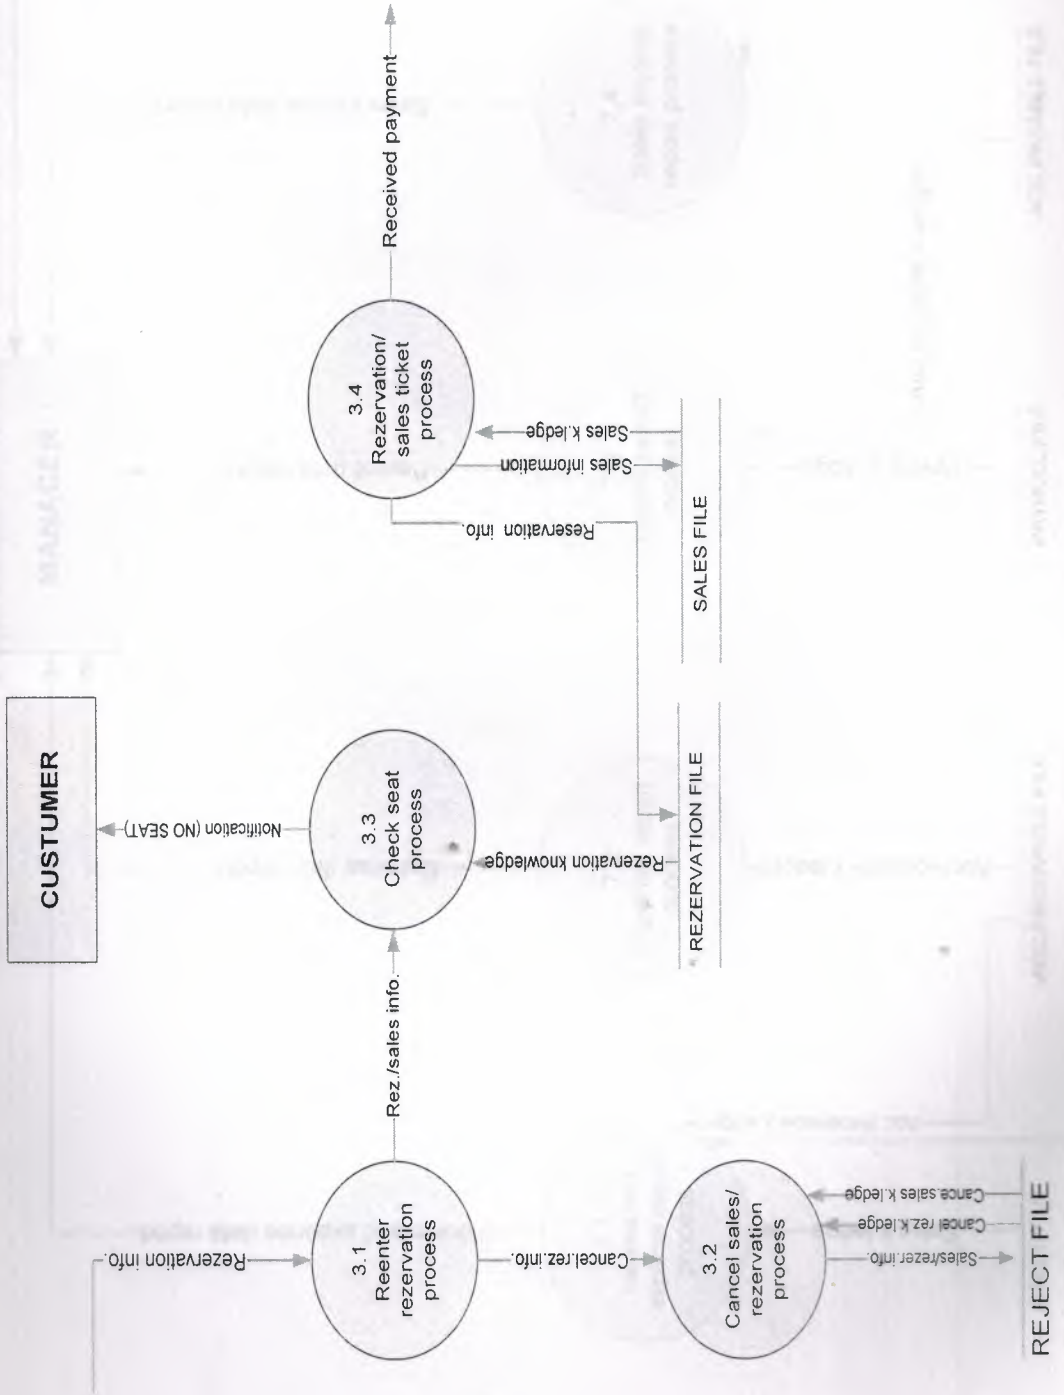 CUSTUMER
Rezervation info.
Notification (NO SEAT)
3.1
Reenter
rezervation
process
Rez./sales info.
3.3
Check seat
process
3.4
Rezervation/
sales ticket
process
Received payment
Cancel.rez.info.
Rezervation knowledge
Reservation info.
Sales information
Sales k.ledge
3.2
Cancel sales/
rezervation
process
REZERVATION FILE
SALES FILE
Sales/rezer.info.
Cancel rez.k.ledge
Cance.sales k.ledge
REJECT FILE
MANAGER